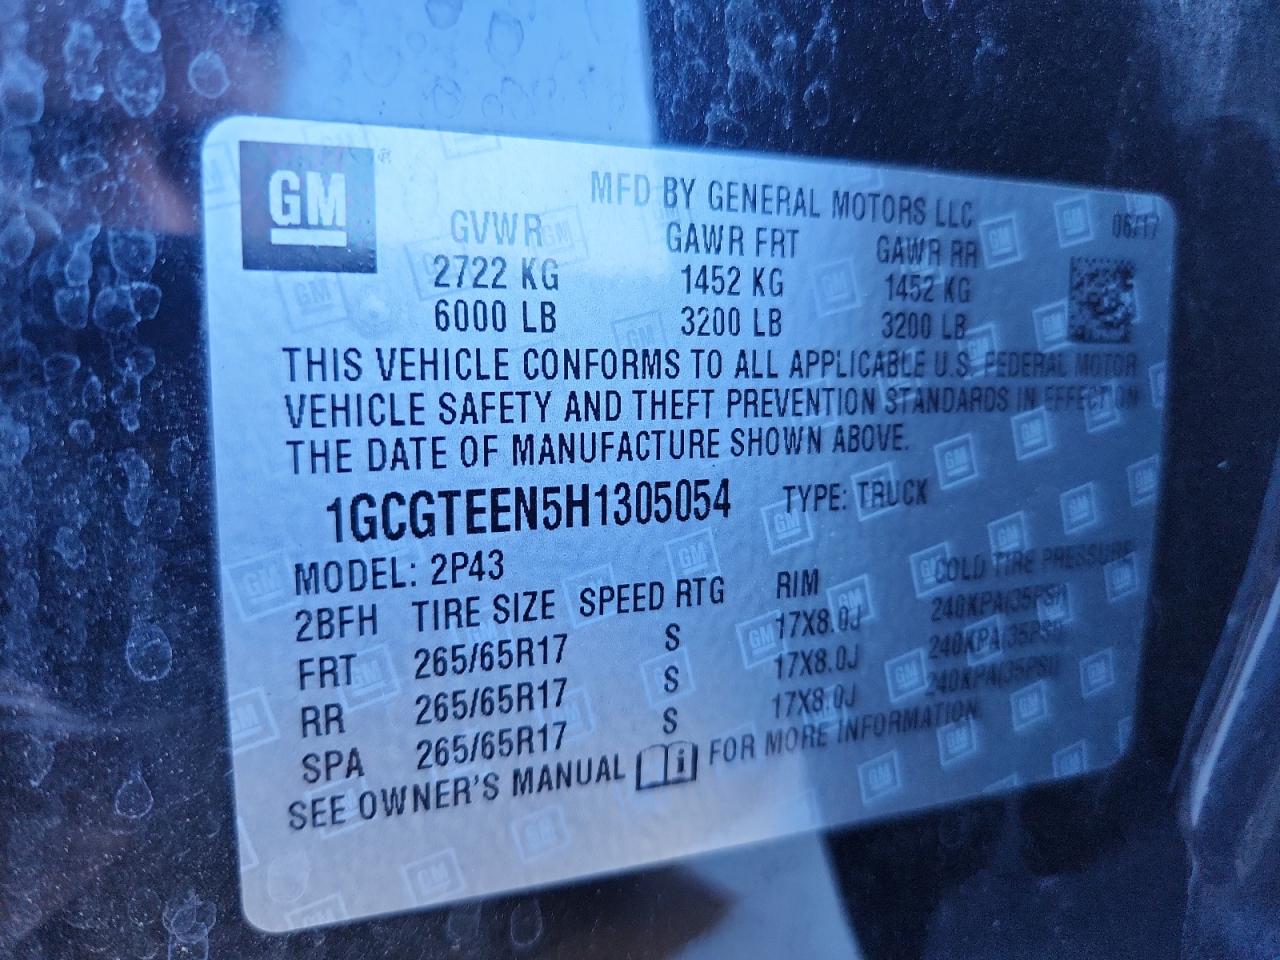 GM ®
MFD BY GENERAL MOTORS LLC
06/17
GVWR GAWR FRT GAWR RR
2722 KG 1452 KG 1452 KG
6000 LB 3200 LB 3200 LB
THIS VEHICLE CONFORMS TO ALL APPLICABLE U.S. FEDERAL MOTOR
VEHICLE SAFETY AND THEFT PREVENTION STANDARDS IN EFFECT ON
THE DATE OF MANUFACTURE SHOWN ABOVE.
1GCGTEEN5H1305054 TYPE: TRUCK
MODEL: 2P43
2BFH TIRE SIZE SPEED RTG RIM COLD TIRE PRESSURE
FRT 265/65R17 S 17X8.0J 240KPA(35PSI)
RR 265/65R17 S 17X8.0J 240KPA(35PSI)
SPA 265/65R17 S 17X8.0J 240KPA(35PSI)
SEE OWNER'S MANUAL i FOR MORE INFORMATION